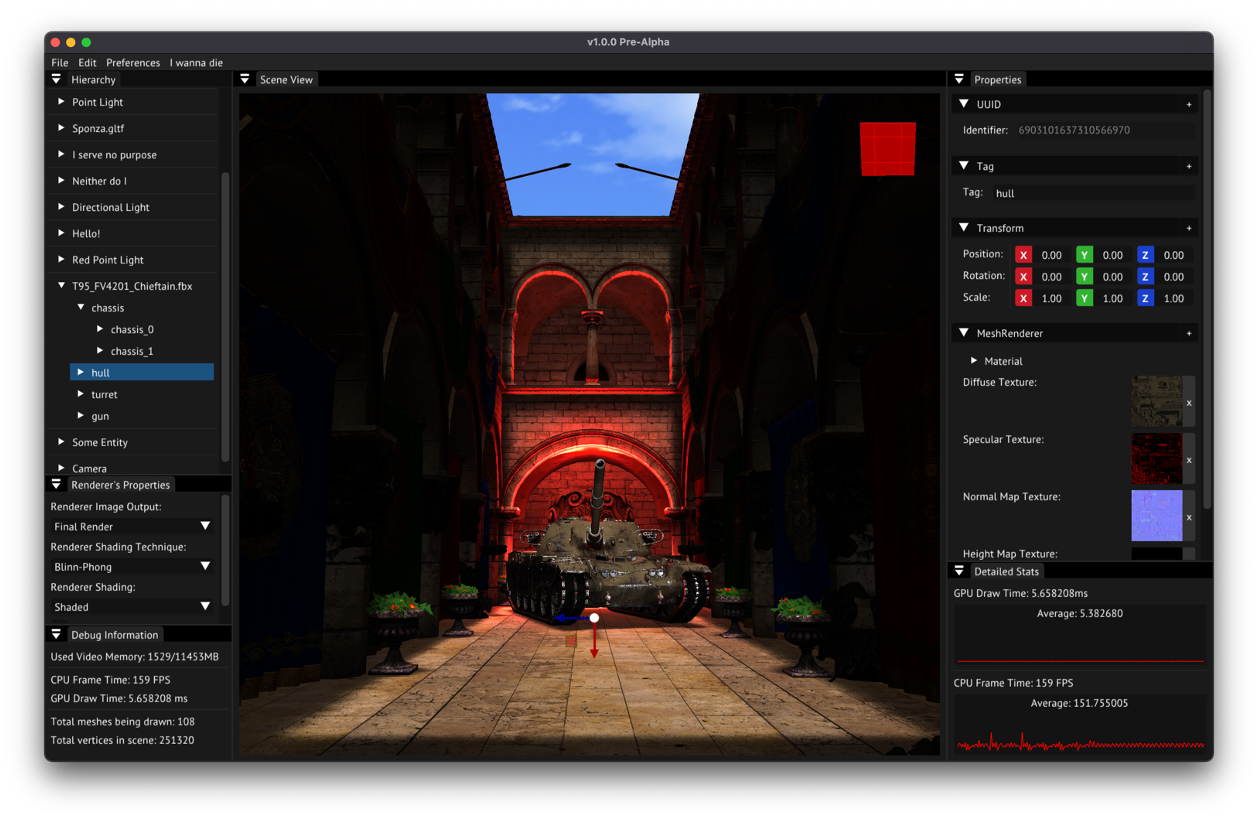 v1.0.0 Pre-Alpha
File Edit Preferences I wanna die
Hierarchy
Point Light
Sponza.gltf
I serve no purpose
Neither do I
Directional Light
Hello!
Red Point Light
T95_FV4201_Chieftain.fbx
chassis
chassis_0
chassis_1
hull
turret
gun
Some Entity
Camera
Renderer's Properties
Renderer Image Output:
Final Render
Renderer Shading Technique:
Blinn-Phong
Renderer Shading:
Shaded
Debug Information
Used Video Memory: 1529/11453MB
CPU Frame Time: 159 FPS
GPU Draw Time: 5.658208 ms
Total meshes being drawn: 108
Total vertices in scene: 251320
Scene View
Properties
UUID +
Identifier: 6903101637310566970
Tag +
Tag: hull
Transform +
Position: X 0.00 Y 0.00 Z 0.00
Rotation: X 0.00 Y 0.00 Z 0.00
Scale: X 1.00 Y 1.00 Z 1.00
MeshRenderer +
Material
Diffuse Texture: x
Specular Texture: x
Normal Map Texture: x
Height Map Texture:
Detailed Stats
GPU Draw Time: 5.658208ms
Average: 5.382680
CPU Frame Time: 159 FPS
Average: 151.755005